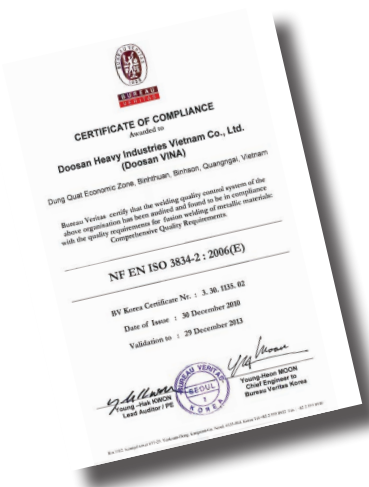 BUREAU VERITAS
1828
BUREAU
VERITAS
CERTIFICATE OF COMPLIANCE
Awarded to
Doosan Heavy Industries Vietnam Co., Ltd.
(Doosan VINA)
Dung Quat Economic Zone, Binhthuan, Binhson, Quangngai, Vietnam
Bureau Veritas certify that the welding quality control system of the
above organisation has been audited and found to be in compliance
with the quality requirements for fusion welding of metallic materials:
Comprehensive Quality Requirements.
NF EN ISO 3834-2 : 2006(E)
BV Korea Certificate Nr. : 3. 30. 1135. 02
Date of Issue : 30 December 2010
Validation to : 29 December 2013
Young –Hak KWON
Lead Auditor / PE
BUREAU VERITAS
SEOUL
1
KOREA
Young-Heon MOON
Chief Engineer to
Bureau Veritas Korea